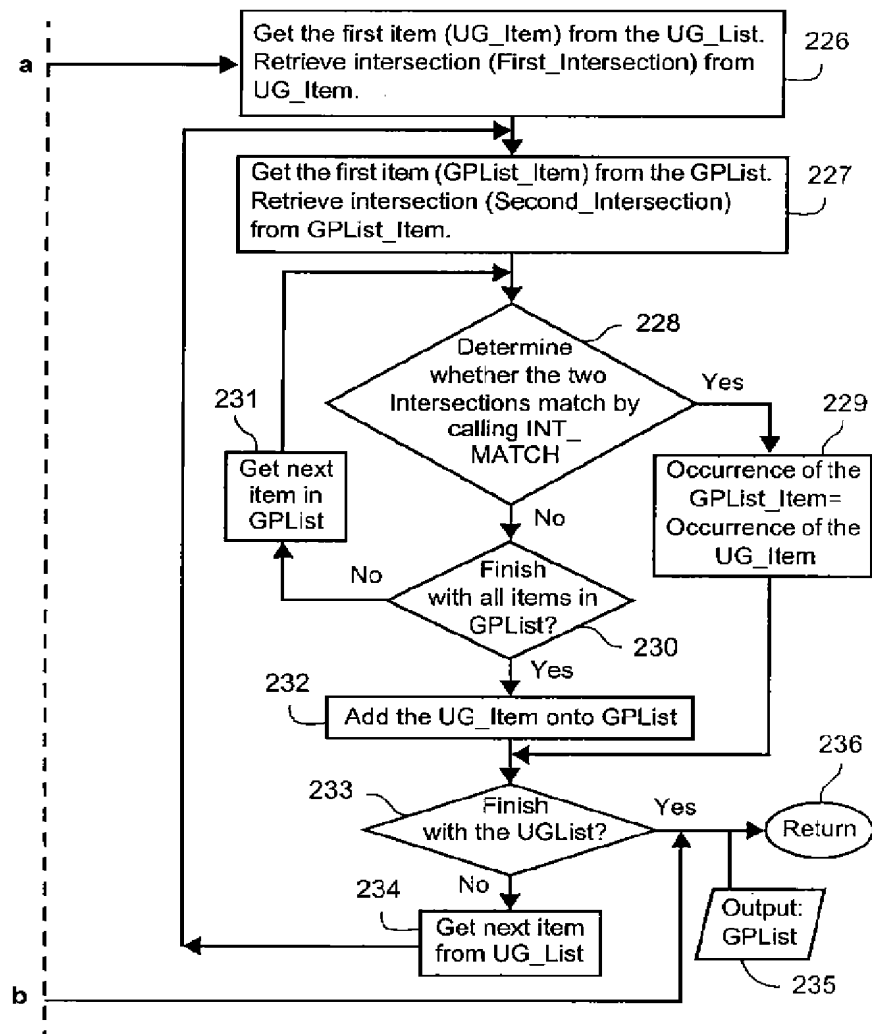 a
Get the first item (UG_Item) from the UG_List.
Retrieve intersection (First_Intersection) from
UG_Item.
226
Get the first item (GPList_Item) from the GPList.
Retrieve intersection (Second_Intersection)
from GPList_Item.
227
228
Determine
whether the two
Intersections match by
calling INT_
MATCH
Yes
229
231
Get next
item in
GPList
Occurrence of the
GPList_Item=
Occurrence of the
UG_Item
No
No
Finish
with all items in
GPList?
230
Yes
232
Add the UG_Item onto GPList
233
Finish
with the UGList?
Yes
236
Return
No
234
Get next item
from UG_List
Output:
GPList
235
b